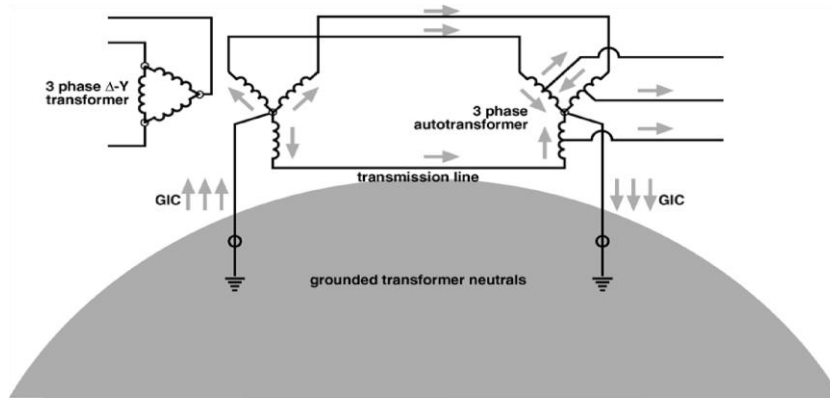 3 phase Δ-Y
transformer
3 phase
autotransformer
transmission line
GIC
GIC
grounded transformer neutrals